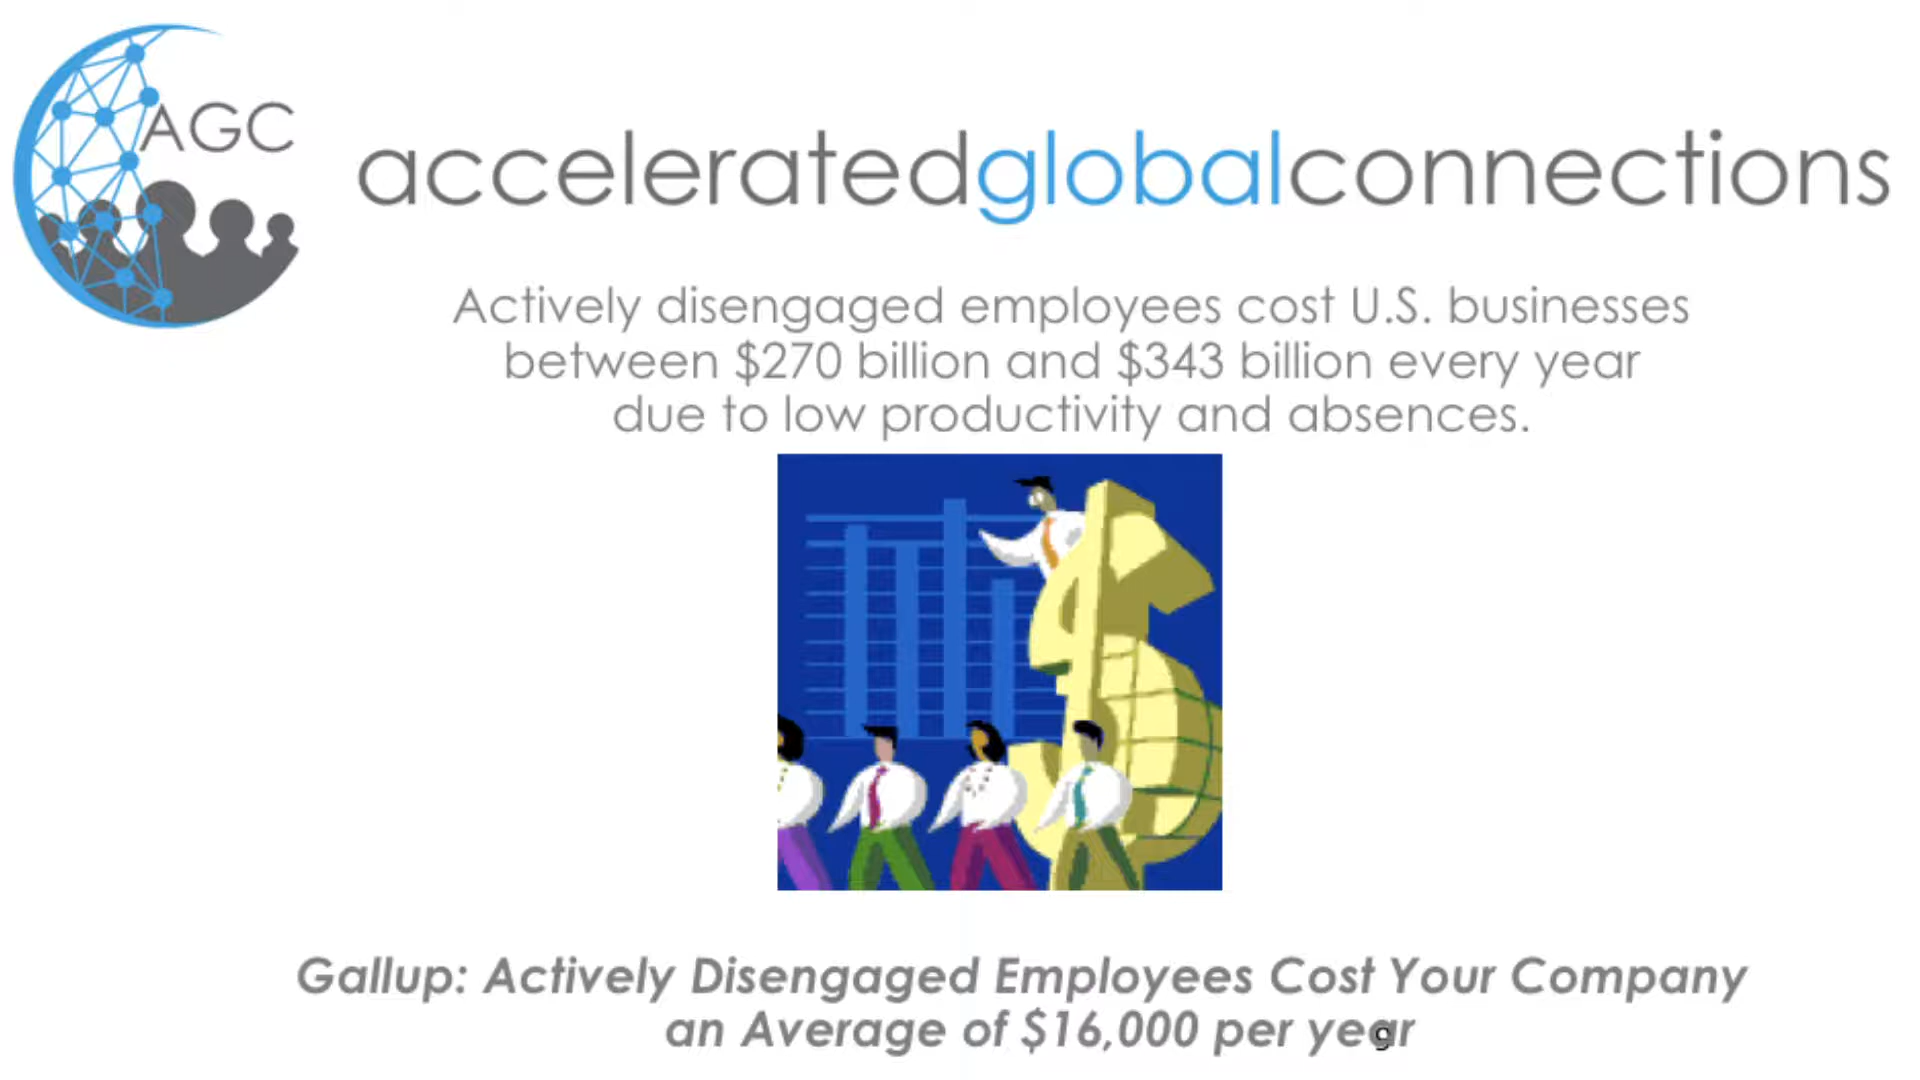 AGC
acceleratedglobalconnections
Actively disengaged employees cost U.S. businesses
between $270 billion and $343 billion every year
due to low productivity and absences.
Gallup: Actively Disengaged Employees Cost Your Company
an Average of $16,000 per year
9